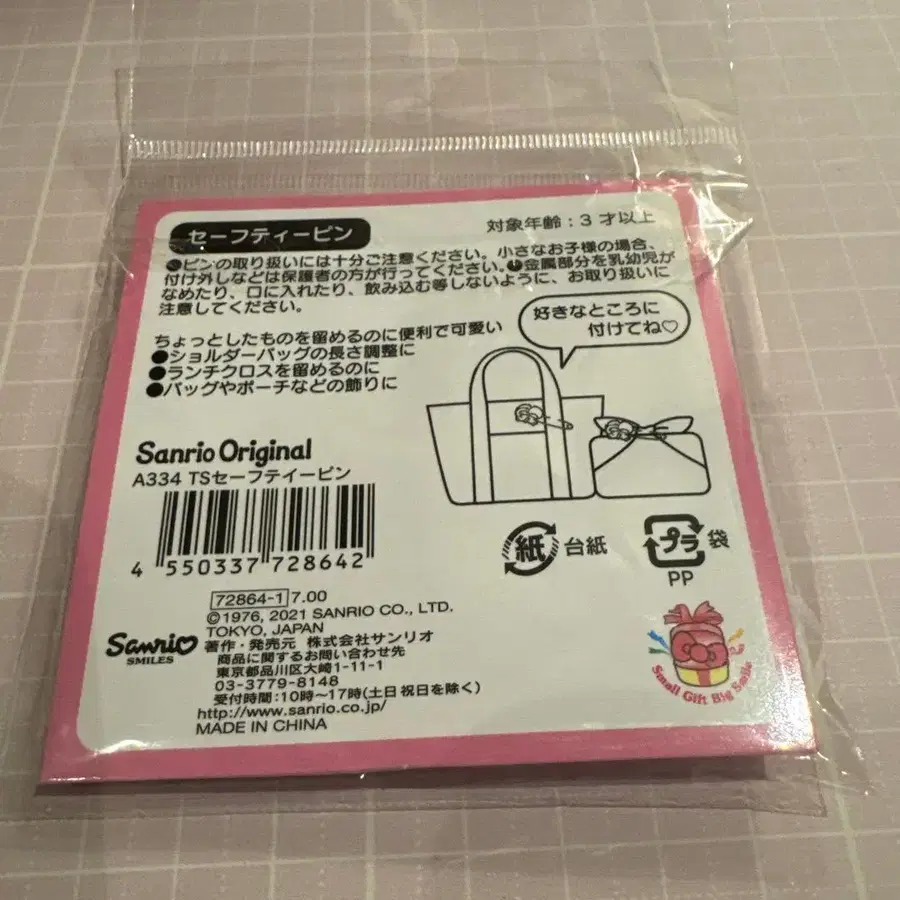 セーフティーピン
対象年齢:3才以上
●ピンの取り扱いには十分ご注意ください。小さなお子様の場合、
付け外しなどは保護者の方が行ってください。●金属部分を乳幼児が
なめたり、口に入れたり、飲み込む等しないように、お取り扱いに
注意してください。
ちょっとしたものを留めるのに便利で可愛い
●ショルダーバッグの長さ調整に
●ランチクロスを留めるのに
●バッグやポーチなどの飾りに
好きなところに
付けてね♡
Sanrio Original
A334 TSセーフテイーピン
4 550337 728642
紙 台紙
プラ 袋
PP
72864-1 7.00
©1976, 2021 SANRIO CO., LTD.
TOKYO, JAPAN
Sanrio
SMILES
著作・発売元 株式会社サンリオ
商品に関するお問い合わせ先
東京都品川区大崎1-11-1
03-3779-8148
受付時間:10時～17時(土日祝日を除く)
http://www.sanrio.co.jp/
MADE IN CHINA
Small Gift Big Smile